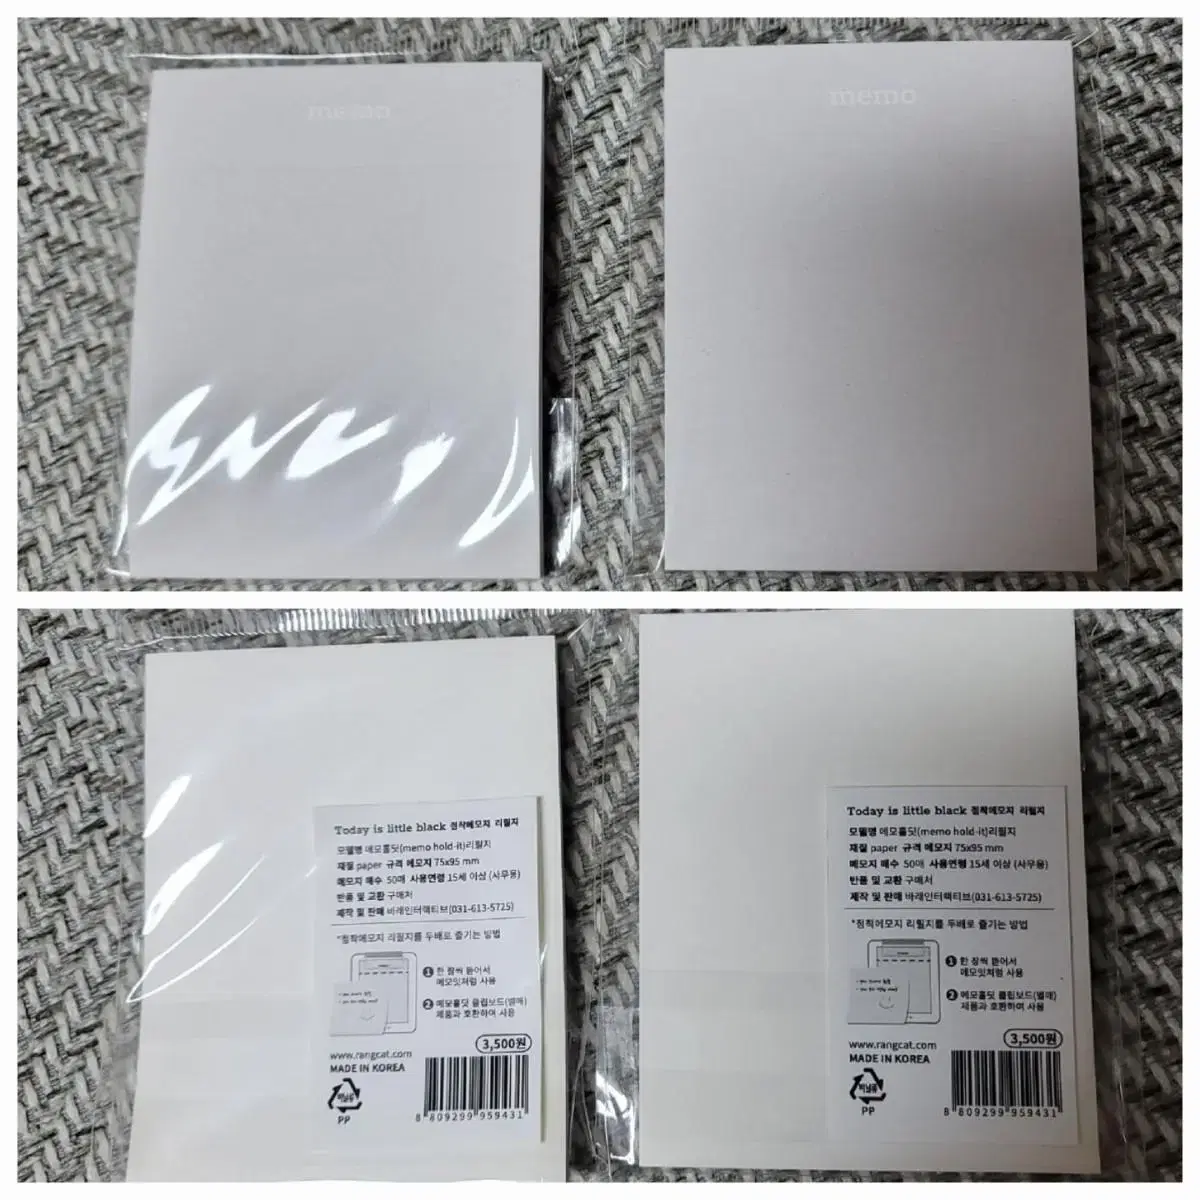 memo
memo
Today is little black 점착메모지 리필지
모델명 메모홀딧(memo hold-it)리필지
재질 paper 규격 메모지 75x95 mm
메모지 매수 50매 사용연령 15세 이상 (사무용)
반품 및 교환 구매처
제작 및 판매 바래인터랙티브(031-613-5725)
*점착메모지 리필지를 두배로 즐기는 방법
1 한 장씩 뜯어서
메모잇처럼 사용
2 메모홀딧 클립보드(별매)
제품과 호환하여 사용
3,500원
www.rangcat.com
MADE IN KOREA
비닐류
PP
8 809299 959431
Today is little black 점착메모지 리필지
모델명 메모홀딧(memo hold-it)리필지
재질 paper 규격 메모지 75x95 mm
메모지 매수 50매 사용연령 15세 이상 (사무용)
반품 및 교환 구매처
제작 및 판매 바래인터랙티브(031-613-5725)
*점착메모지 리필지를 두배로 즐기는 방법
1 한 장씩 뜯어서
메모잇처럼 사용
2 메모홀딧 클립보드(별매)
제품과 호환하여 사용
3,500원
www.rangcat.com
MADE IN KOREA
비닐류
PP
8 809299 959431